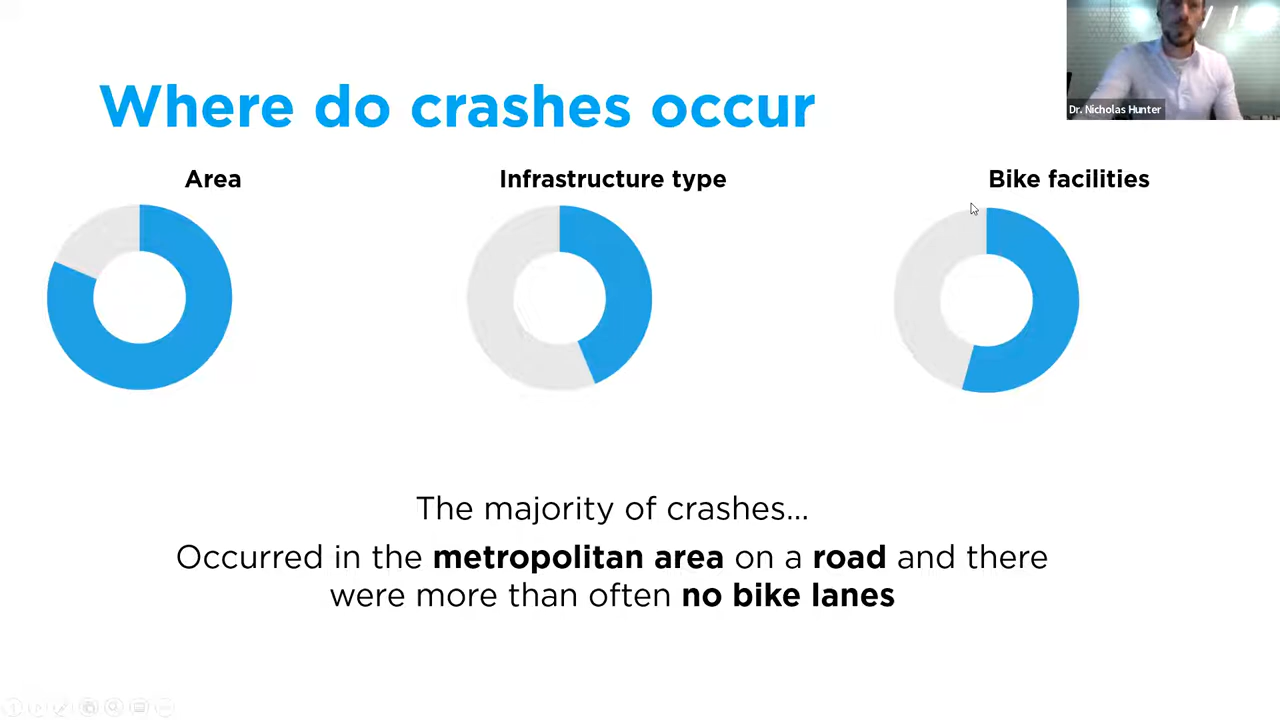 Where do crashes occur
Dr. Nicholas Hunter
Area
Infrastructure type
Bike facilities
The majority of crashes...
Occurred in the metropolitan area on a road and there
were more than often no bike lanes